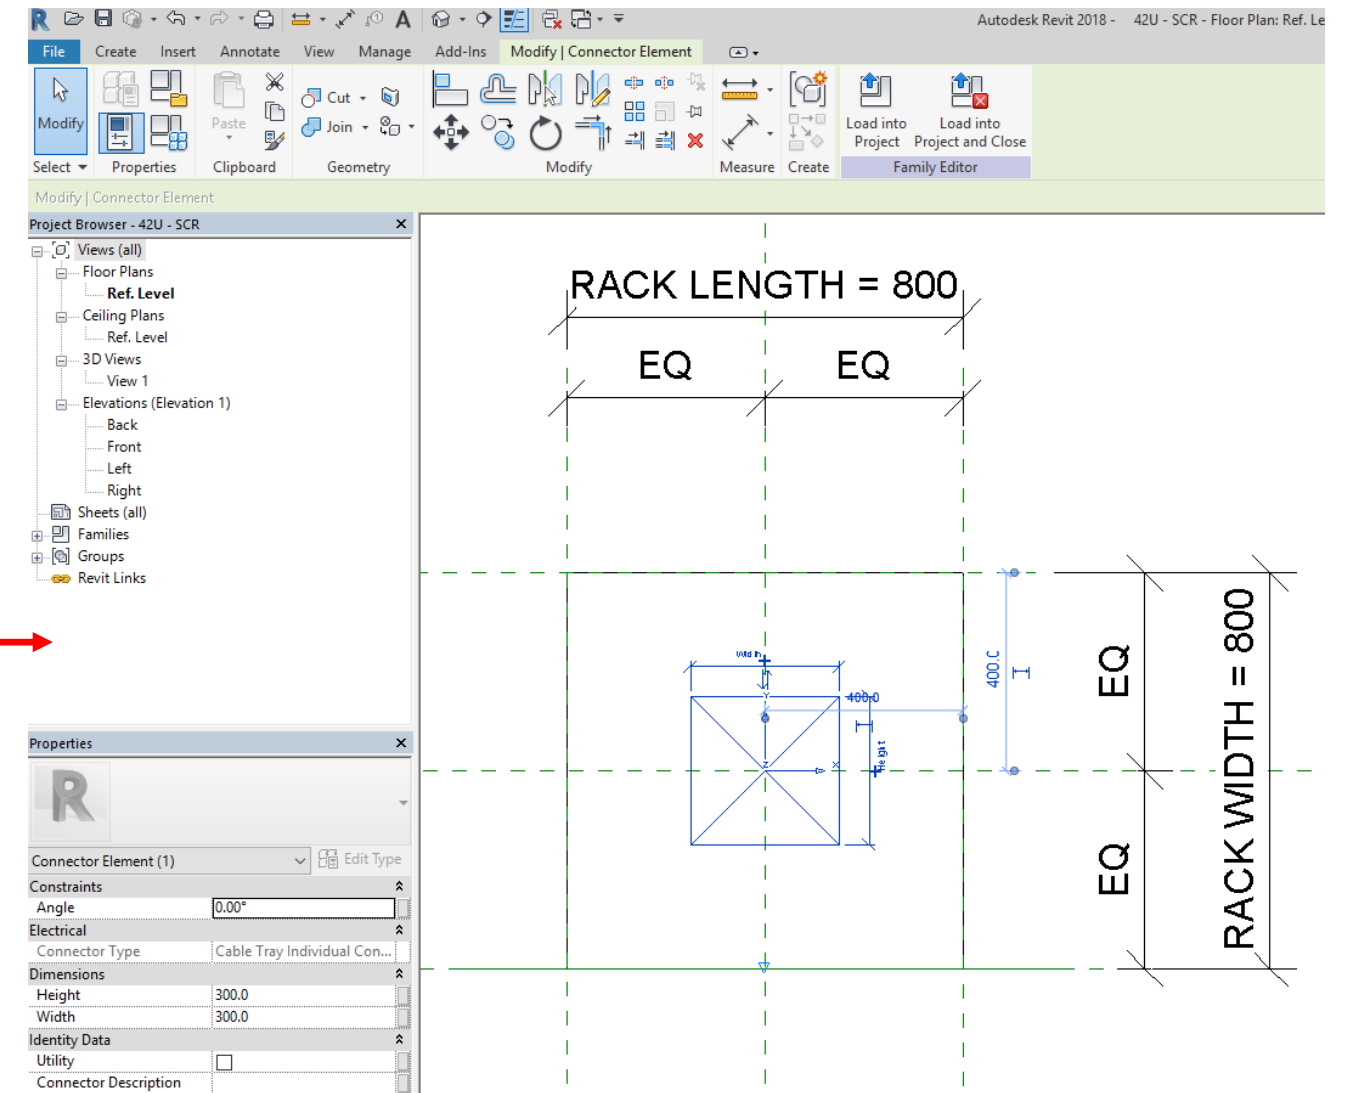 Autodesk Revit 2018 - 42U - SCR - Floor Plan: Ref. Le
File Create Insert Annotate View Manage Add-Ins Modify | Connector Element
Modify Paste Cut Join Load into Project Load into Project and Close
Select Properties Clipboard Geometry Modify Measure Create Family Editor
Modify | Connector Element
Project Browser - 42U - SCR
Views (all)
Floor Plans
Ref. Level
Ceiling Plans
Ref. Level
3D Views
View 1
Elevations (Elevation 1)
Back
Front
Left
Right
Sheets (all)
Families
Groups
Revit Links
Properties
Connector Element (1) Edit Type
Constraints
Angle 0.00°
Electrical
Connector Type Cable Tray Individual Con...
Dimensions
Height 300.0
Width 300.0
Identity Data
Utility
Connector Description
RACK LENGTH = 800
EQ EQ
Width
400.0
Height
Y
Z
X
400.0
EQ
EQ
RACK WIDTH = 800